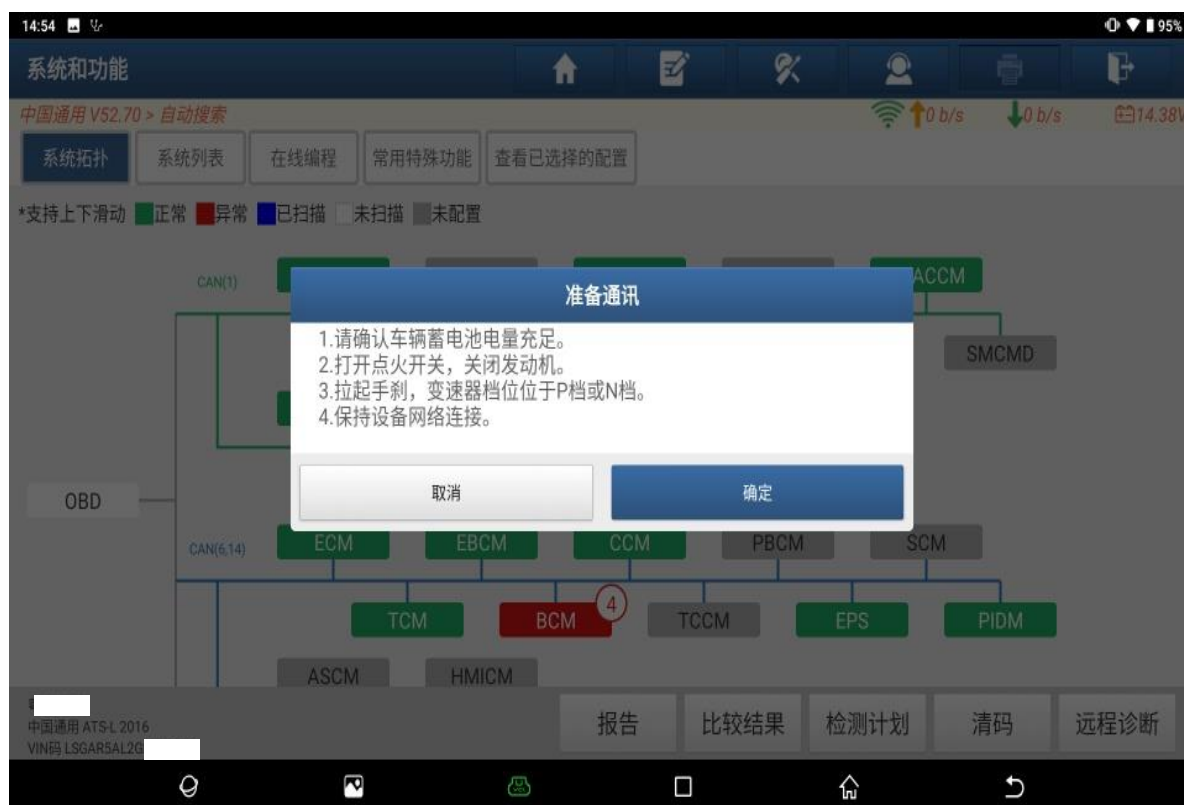 14:54
95%
系统和功能
中国通用 V52.70 > 自动搜索
0 b/s
0 b/s
14.38V
系统拓扑
系统列表
在线编程
常用特殊功能
查看已选择的配置
*支持上下滑动 正常 异常 已扫描 未扫描 未配置
CAN(1)
ACCM
准备通讯
1.请确认车辆蓄电池电量充足。
2.打开点火开关，关闭发动机。
3.拉起手刹，变速器档位位于P档或N档。
4.保持设备网络连接。
取消
确定
SMCMD
OBD
CAN(6,14)
ECM
EBCM
CCM
PBCM
SCM
TCM
BCM
4
TCCM
EPS
PIDM
ASCM
HMICM
中国通用 ATS-L 2016
VIN码 LSGAR5AL2G
报告
比较结果
检测计划
清码
远程诊断